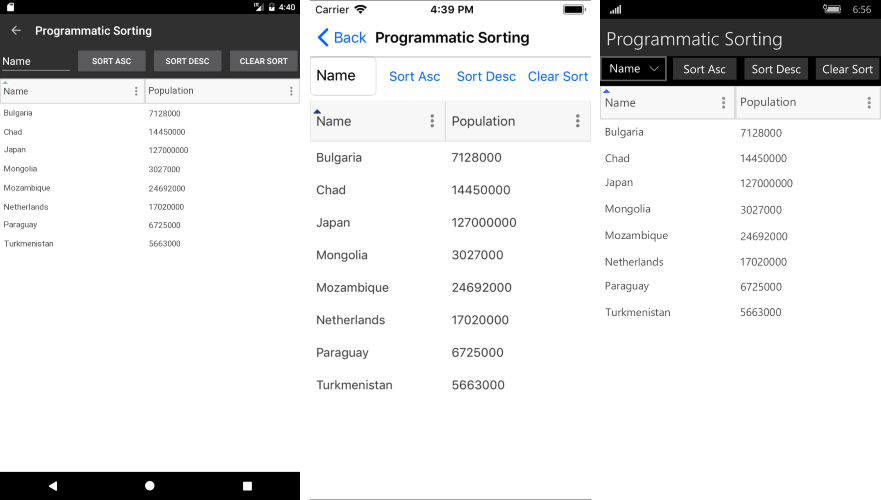 4:40
Programmatic Sorting
Name SORT ASC SORT DESC CLEAR SORT
Name Population
Bulgaria 7128000
Chad 14450000
Japan 127000000
Mongolia 3027000
Mozambique 24692000
Netherlands 17020000
Paraguay 6725000
Turkmenistan 5663000
Carrier 4:39 PM
Back Programmatic Sorting
Name Sort Asc Sort Desc Clear Sort
Name Population
Bulgaria 7128000
Chad 14450000
Japan 127000000
Mongolia 3027000
Mozambique 24692000
Netherlands 17020000
Paraguay 6725000
Turkmenistan 5663000
6:56
Programmatic Sorting
Name Sort Asc Sort Desc Clear Sort
Name Population
Bulgaria 7128000
Chad 14450000
Japan 127000000
Mongolia 3027000
Mozambique 24692000
Netherlands 17020000
Paraguay 6725000
Turkmenistan 5663000